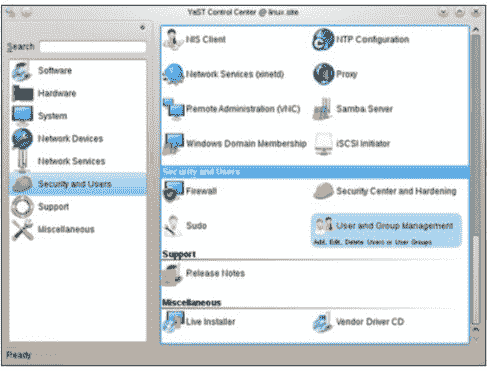 YaST Control Center @ linux.site
Search
Software
Hardware
System
Network Devices
Network Services
Security and Users
Support
Miscellaneous
NIS Client
NTP Configuration
Network Services (xinetd)
Proxy
Remote Administration (VNC)
Samba Server
Windows Domain Membership
iSCSI Initiator
Security and Users
Firewall
Security Center and Hardening
Sudo
User and Group Management
Add, Edit, Delete Users or User Groups
Support
Release Notes
Miscellaneous
Live Installer
Vendor Driver CD
Ready